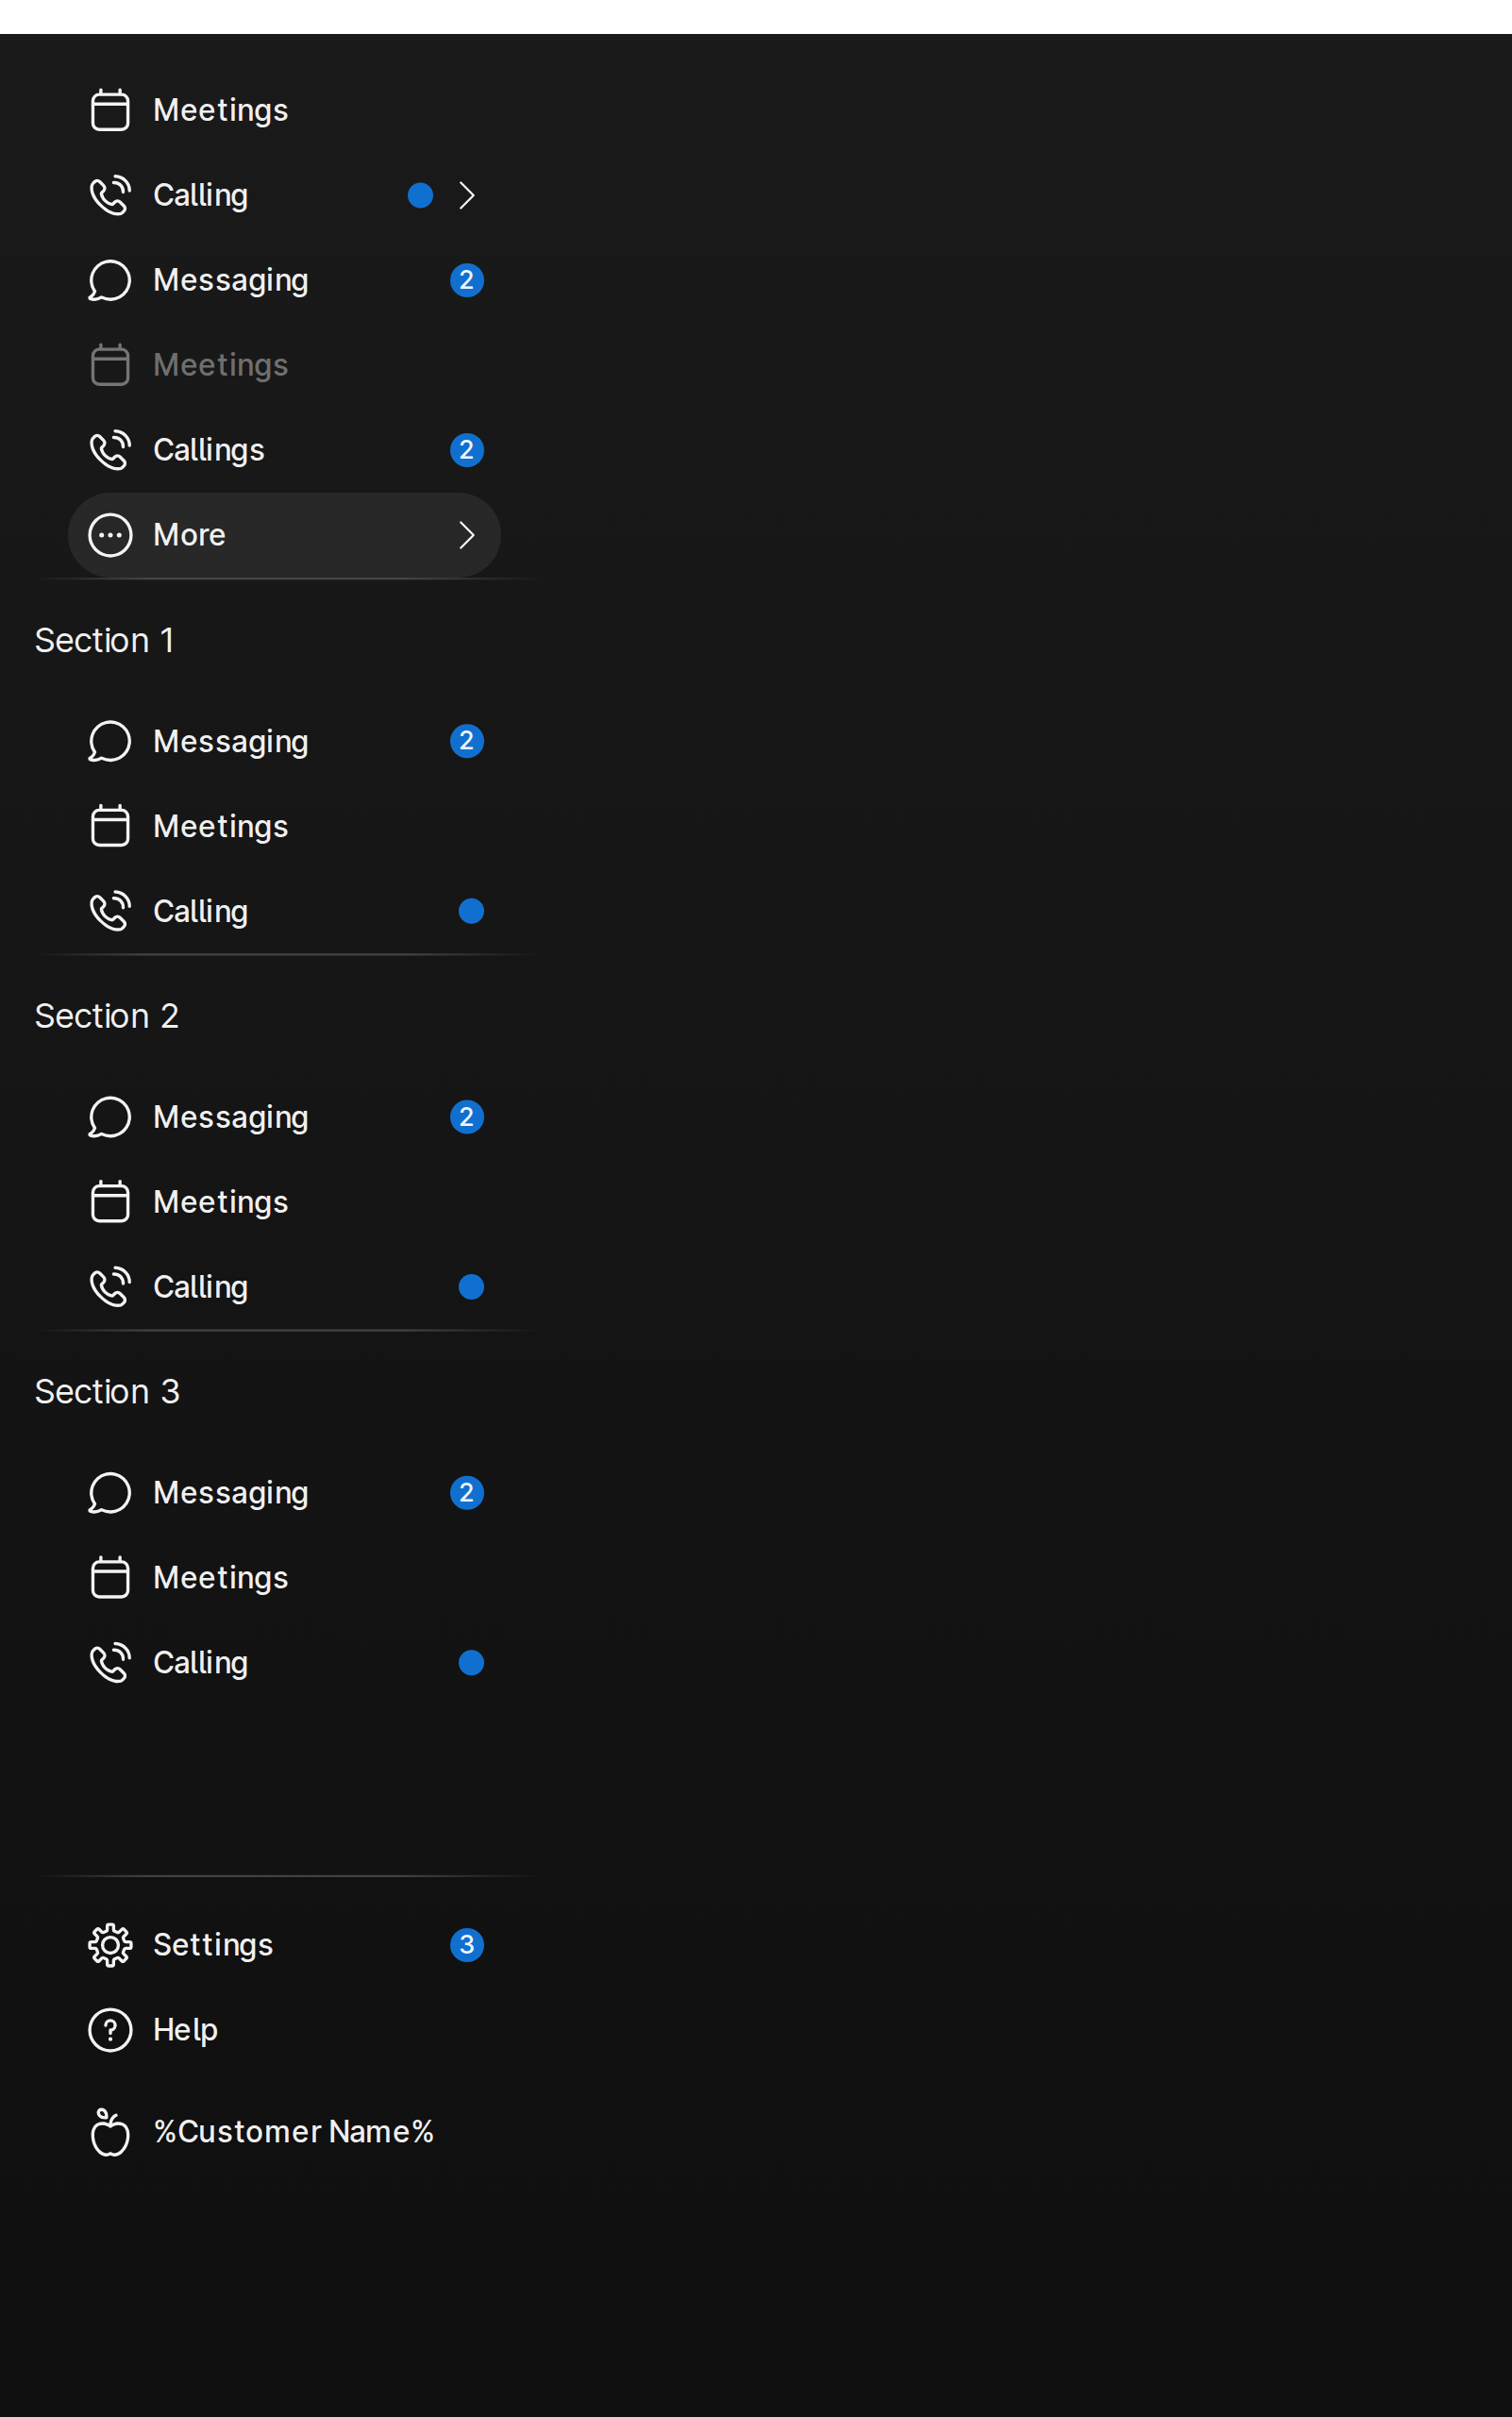 Meetings
Calling
Messaging 2
Meetings
Callings 2
More
Section 1
Messaging 2
Meetings
Calling
Section 2
Messaging 2
Meetings
Calling
Section 3
Messaging 2
Meetings
Calling
Settings 3
Help
%Customer Name%